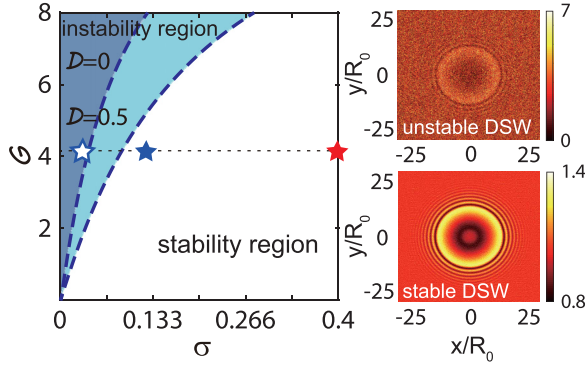 8
6
4
2
𝒢
instability region
𝒟=0
𝒟=0.5
stability region
0
0.133
0.266
0.4
σ
y/R₀
25
0
-25
unstable DSW
-25
0
25
7
0
y/R₀
25
0
-25
stable DSW
-25
0
25
x/R₀
1.4
0.8